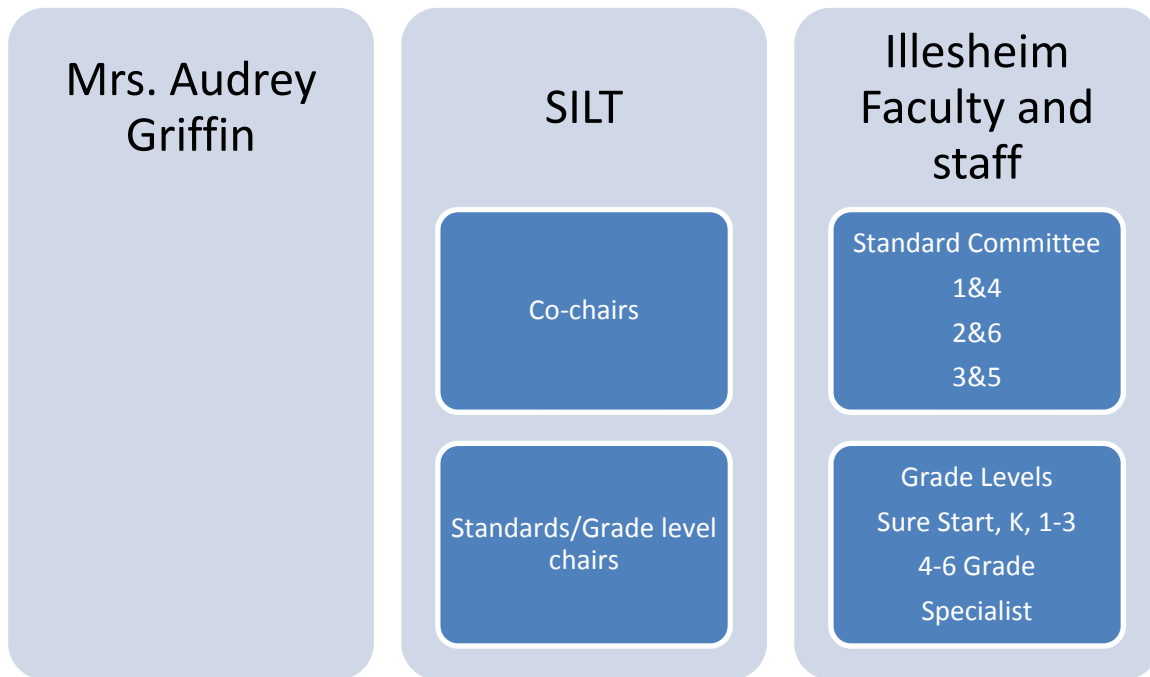 Mrs. Audrey
Griffin
SILT
Co-chairs
Standards/Grade level
chairs
Illesheim
Faculty and
staff
Standard Committee
1&4
2&6
3&5
Grade Levels
Sure Start, K, 1-3
4-6 Grade
Specialist